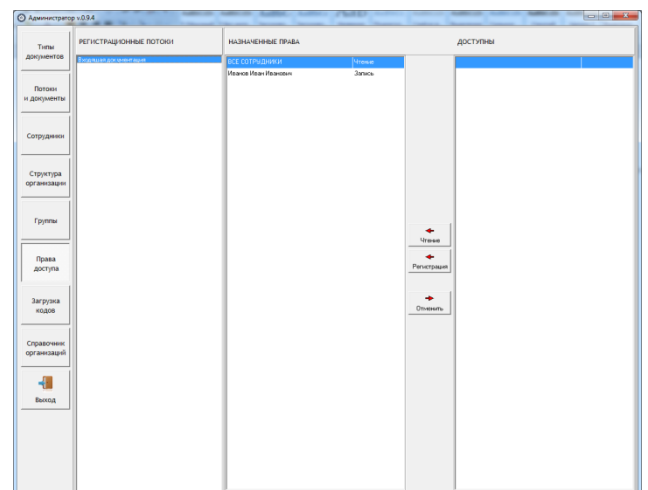 Администратор v.0.9.4
Типы
документов
Потоки
и документы
Сотрудники
Структура
организации
Группы
Права
доступа
Загрузка
кодов
Справочник
организаций
Выход
РЕГИСТРАЦИОННЫЕ ПОТОКИ
Входящая документация
НАЗНАЧЕННЫЕ ПРАВА
ВСЕ СОТРУДНИКИ Чтение
Иванов Иван Иванович Запись
Чтение
Регистрация
Отменить
ДОСТУПНЫ